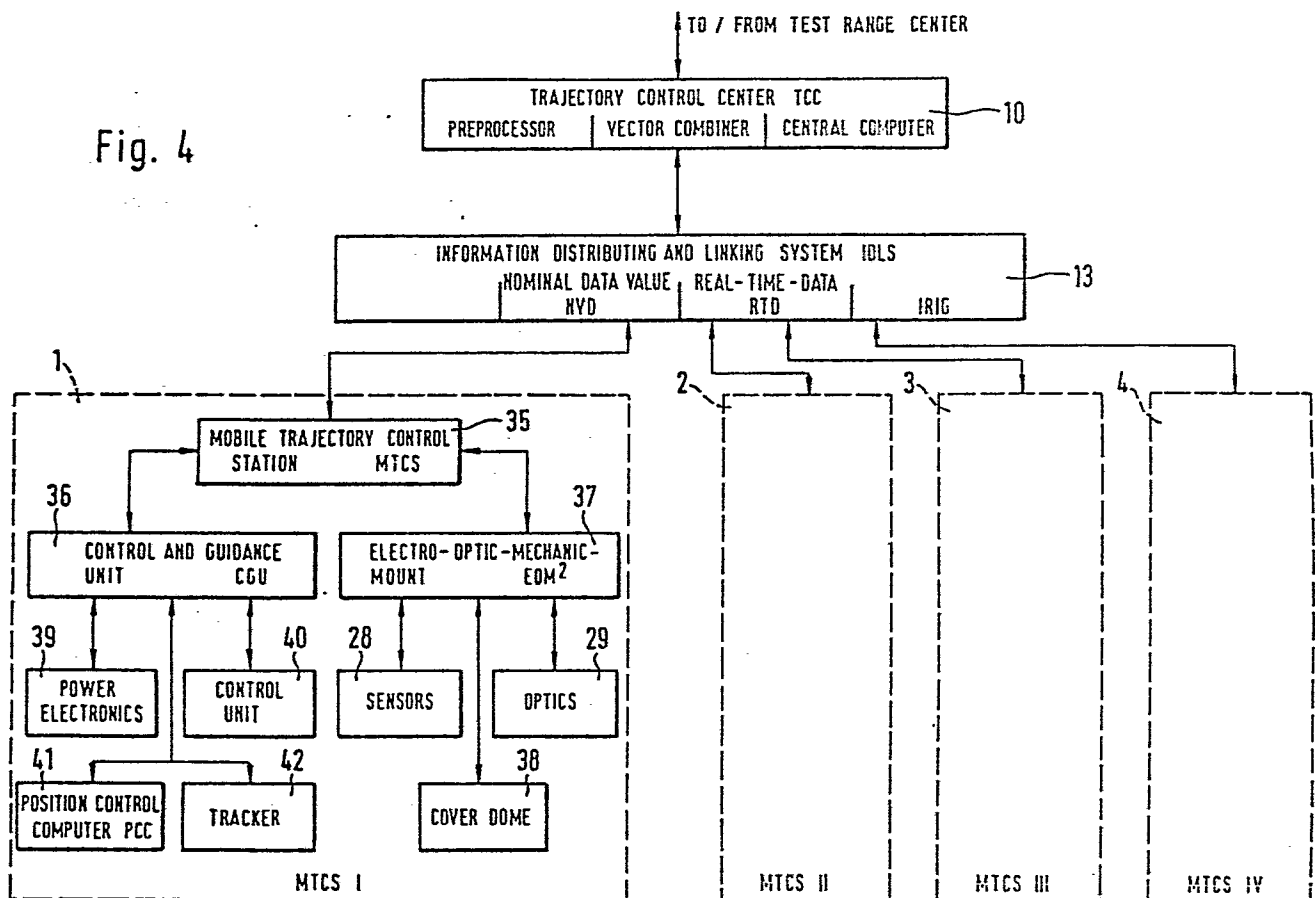 TO / FROM TEST RANGE CENTER
Fig. 4
TRAJECTORY CONTROL CENTER TCC
PREPROCESSOR VECTOR COMBINER CENTRAL COMPUTER
10
INFORMATION DISTRIBUTING AND LINKING SYSTEM IDLS
NOMINAL DATA VALUE REAL-TIME-DATA
NVD RTD IRIG
13
1
2
3
4
MOBILE TRAJECTORY CONTROL
STATION MTCS
35
36
CONTROL AND GUIDANCE
UNIT CGU
37
ELECTRO-OPTIC-MECHANIC-
MOUNT EOM²
39
POWER
ELECTRONICS
40
CONTROL
UNIT
28
SENSORS
29
OPTICS
41
POSITION CONTROL
COMPUTER PCC
42
TRACKER
38
COVER DOME
MTCS I
MTCS II
MTCS III
MTCS IV